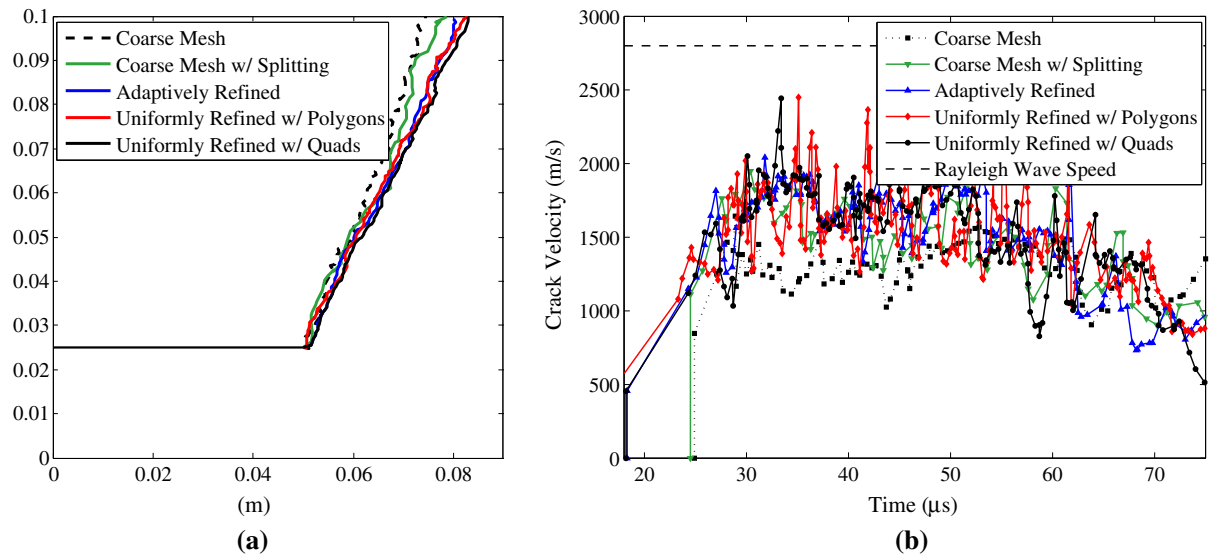 0.1
0.09
0.08
0.07
0.06
0.05
0.04
0.03
0.02
0.01
0
0
0.02
0.04
0.06
0.08
(m)
Coarse Mesh
Coarse Mesh w/ Splitting
Adaptively Refined
Uniformly Refined w/ Polygons
Uniformly Refined w/ Quads
(a)
3000
2500
2000
1500
1000
500
0
Crack Velocity (m/s)
20
30
40
50
60
70
Time (μs)
Coarse Mesh
Coarse Mesh w/ Splitting
Adaptively Refined
Uniformly Refined w/ Polygons
Uniformly Refined w/ Quads
Rayleigh Wave Speed
(b)